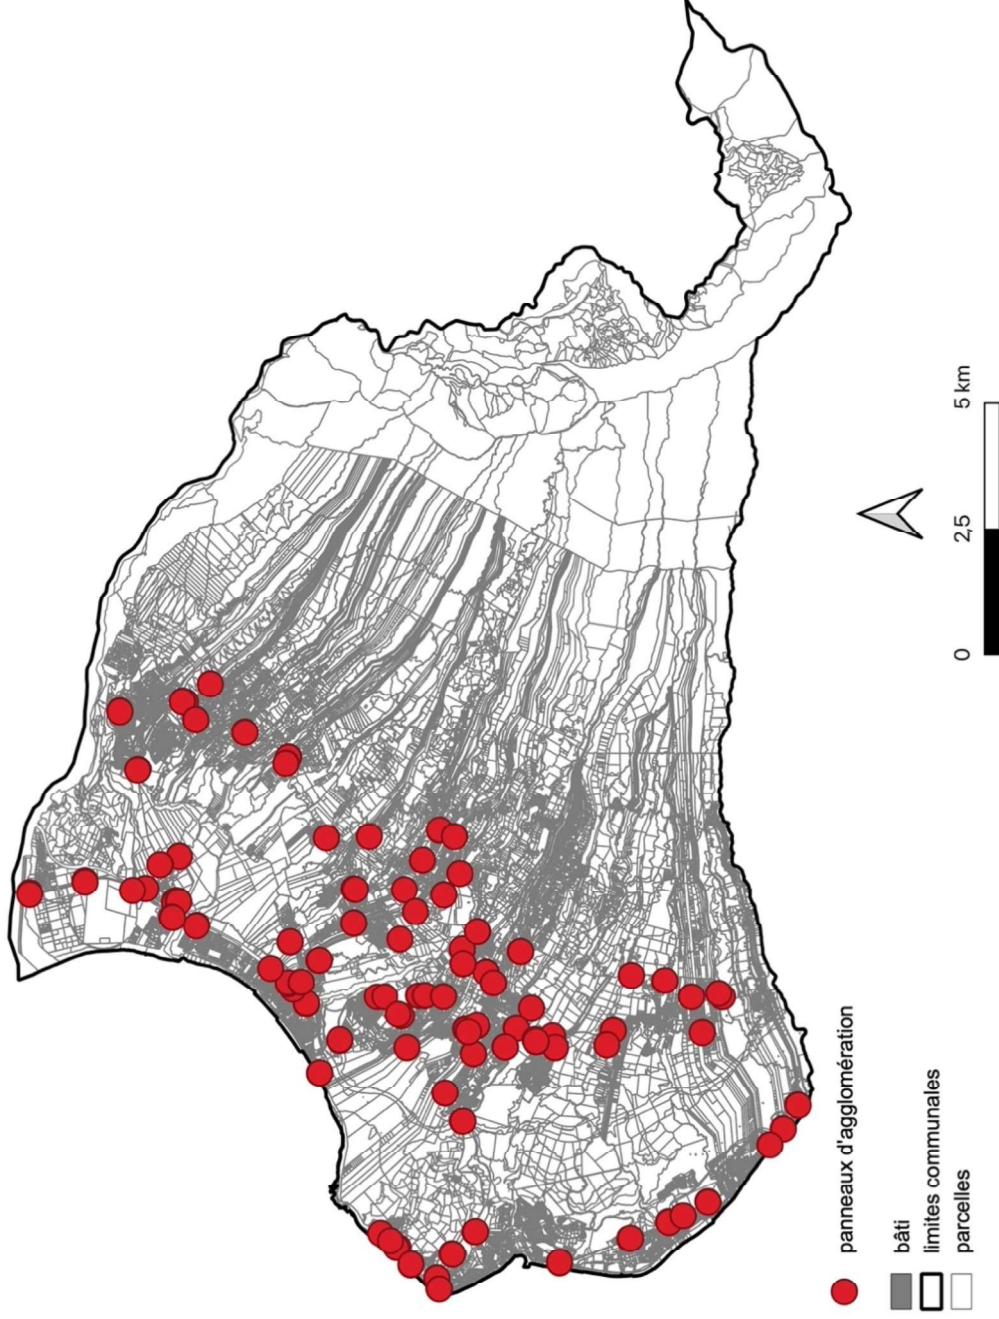 panneaux d'agglomération
bâti
limites communales
parcelles
0 2,5 5 km